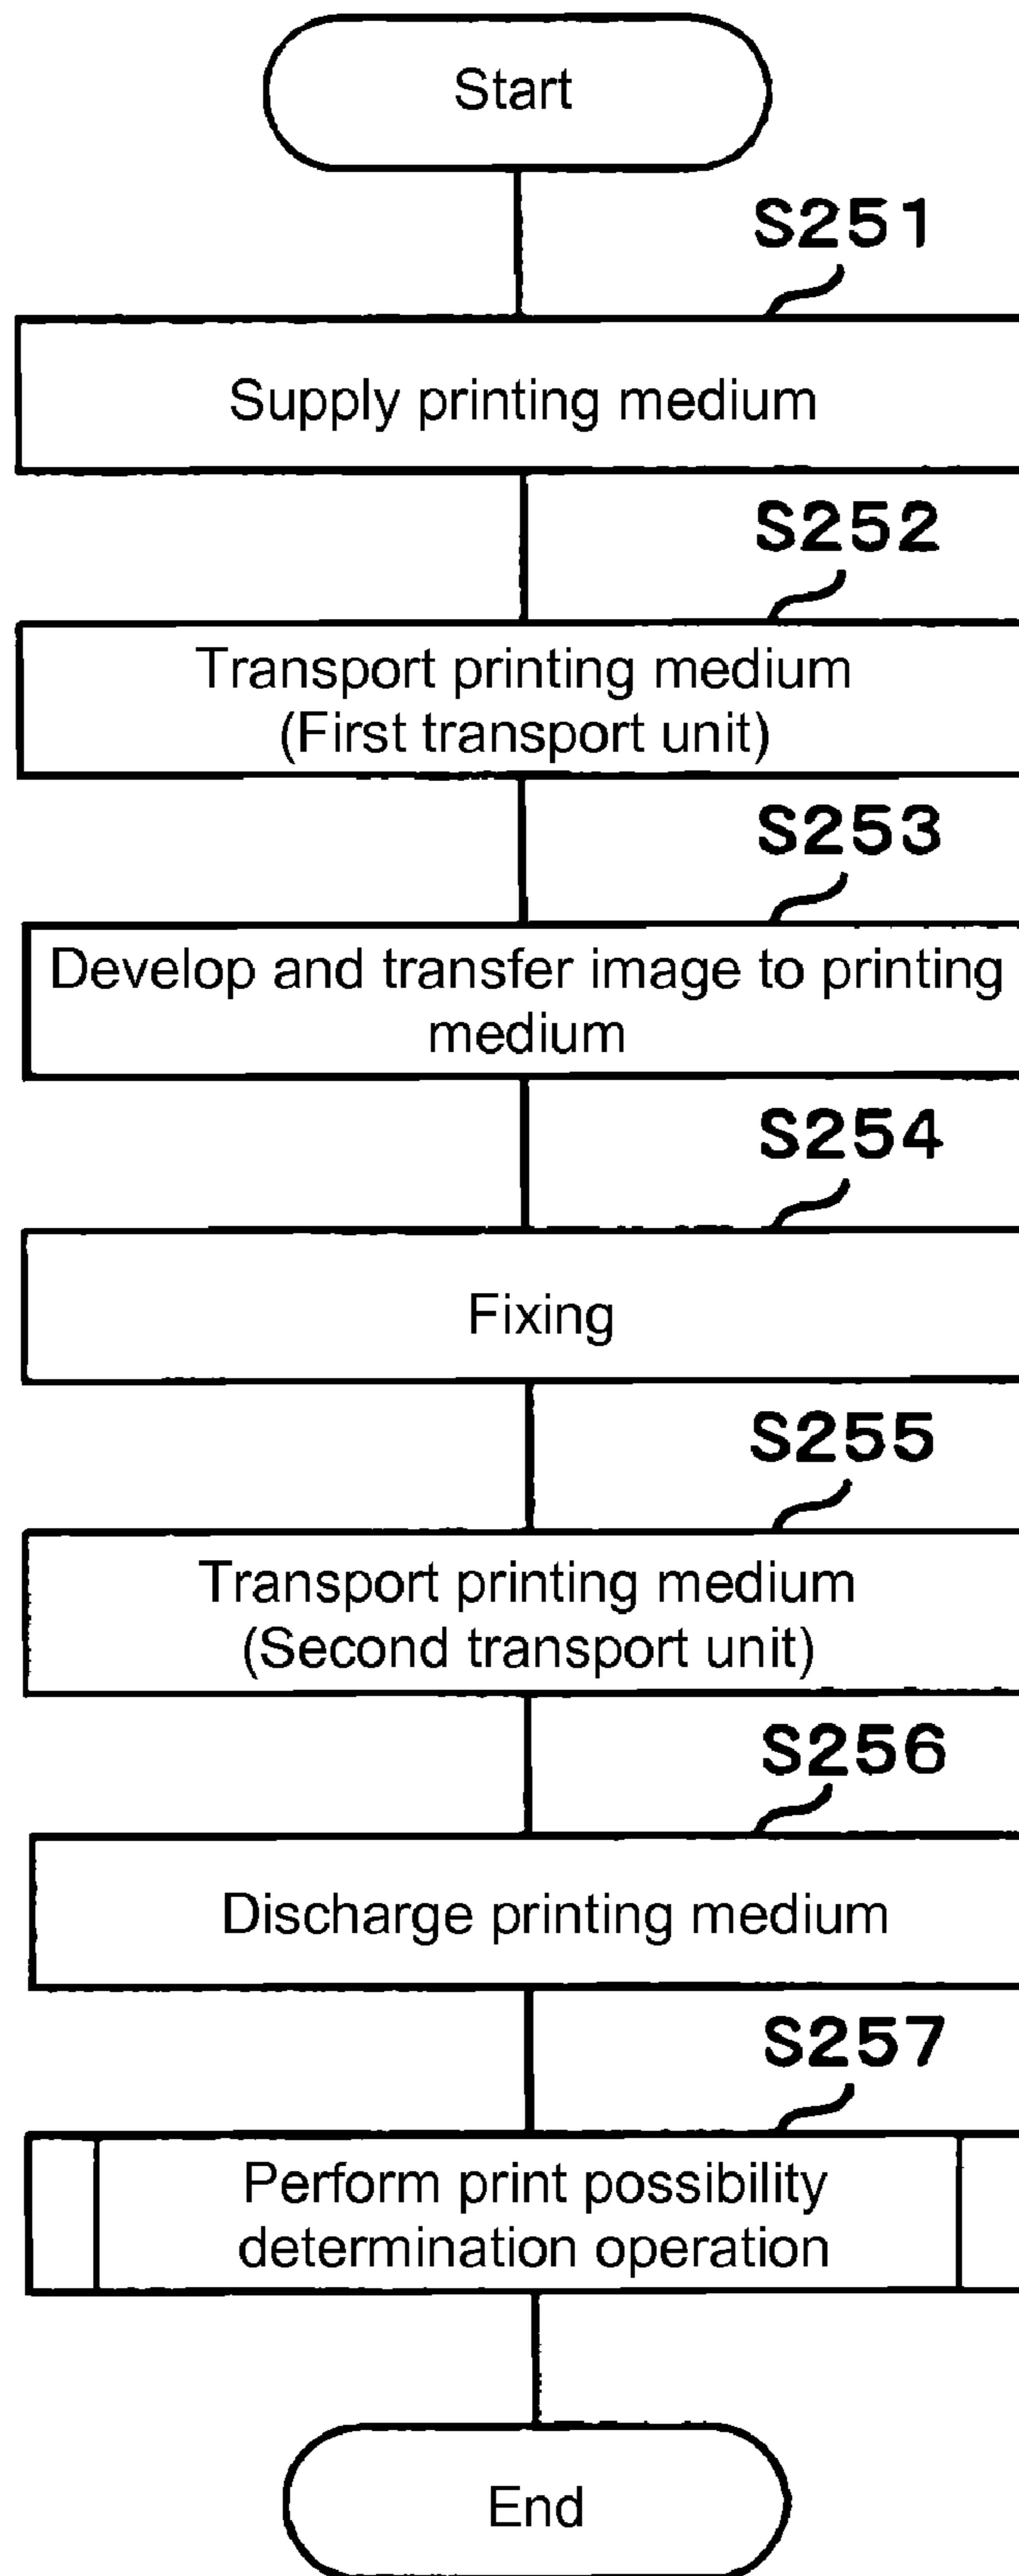 Start
S251
Supply printing medium
S252
Transport printing medium
(First transport unit)
S253
Develop and transfer image to printing
medium
S254
Fixing
S255
Transport printing medium
(Second transport unit)
S256
Discharge printing medium
S257
Perform print possibility
determination operation
End